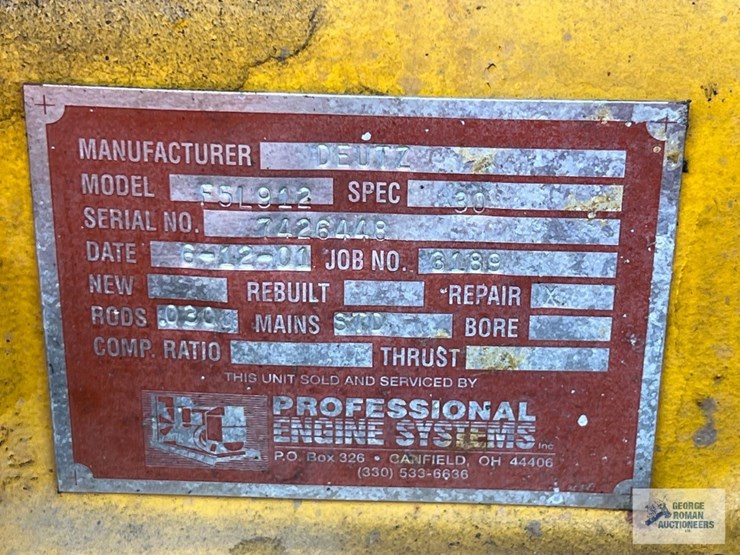 MANUFACTURER DEUTZ
MODEL F5L912 SPEC 30
SERIAL NO. 7426448
DATE 6-12-01 JOB NO. 3189
NEW REBUILT REPAIR X
RODS MAINS STD BORE
COMP. RATIO THRUST
THIS UNIT SOLD AND SERVICED BY
PROFESSIONAL
ENGINE SYSTEMS Inc.
P.O. BOX 326 • CANFIELD, OH 44406
(330) 533-6636
GEORGE
ROMAN
AUCTIONEERS